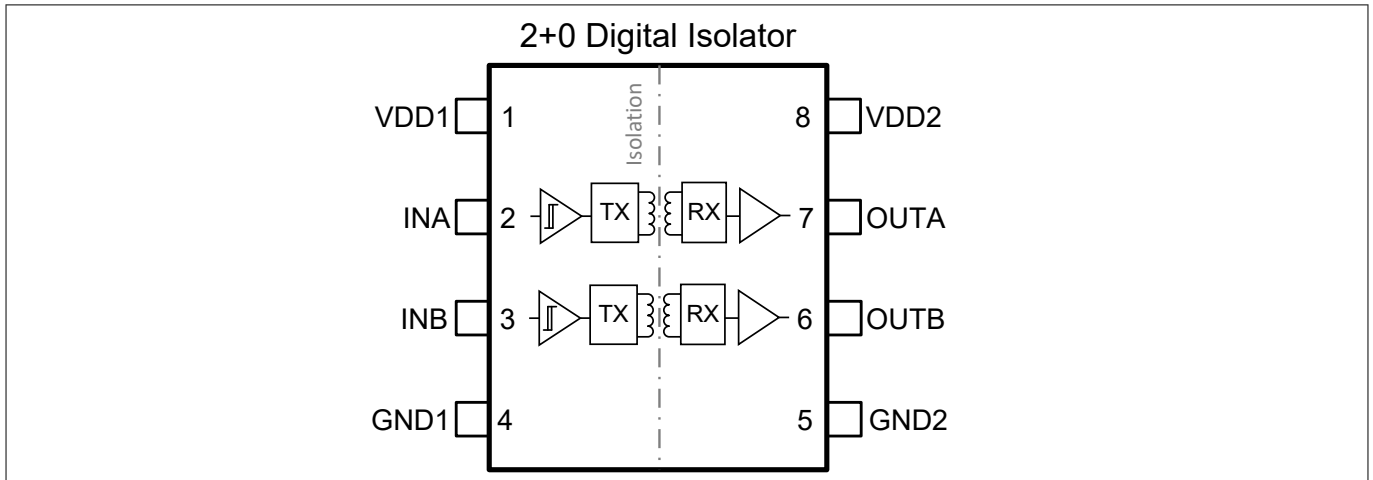 2+0 Digital Isolator
Isolation
VDD1 1 8 VDD2
INA 2 TX RX 7 OUTA
INB 3 TX RX 6 OUTB
GND1 4 5 GND2